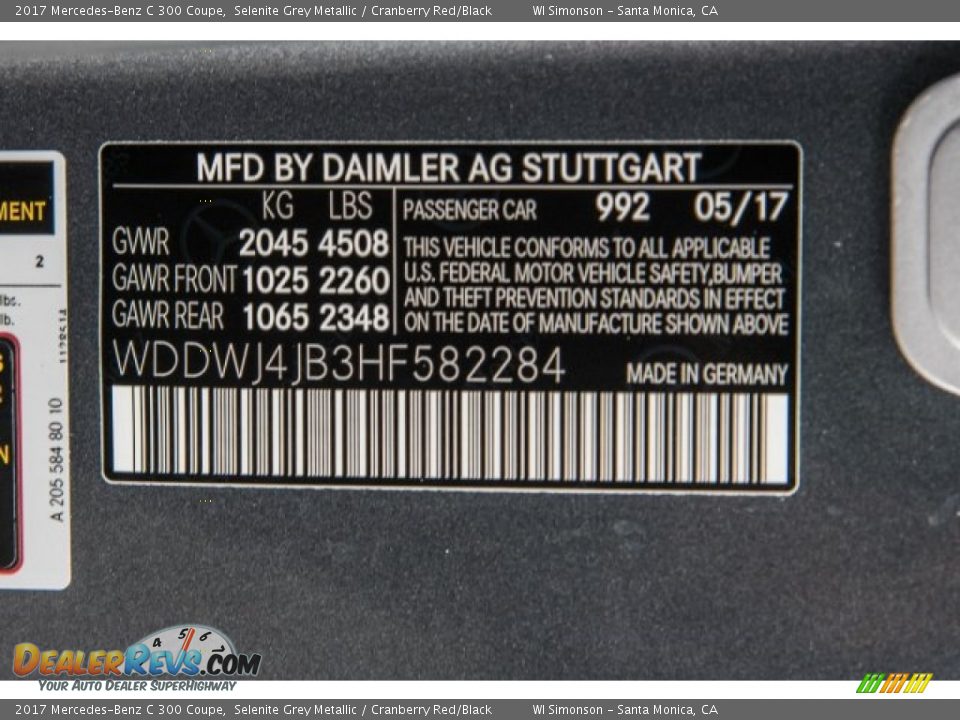 2017 Mercedes-Benz C 300 Coupe, Selenite Grey Metallic / Cranberry Red/Black WI Simonson - Santa Monica, CA
MFD BY DAIMLER AG STUTTGART
KG LBS
GVWR 2045 4508
GAWR FRONT 1025 2260
GAWR REAR 1065 2348
PASSENGER CAR 992 05/17
THIS VEHICLE CONFORMS TO ALL APPLICABLE
U.S. FEDERAL MOTOR VEHICLE SAFETY,BUMPER
AND THEFT PREVENTION STANDARDS IN EFFECT
ON THE DATE OF MANUFACTURE SHOWN ABOVE
WDDWJ4JB3HF582284 MADE IN GERMANY
MENT
2
lbs.
lb.
A 205 584 80 10
4 5 6
DEALERREVS.COM
YOUR AUTO DEALER SUPERHIGHWAY
2017 Mercedes-Benz C 300 Coupe, Selenite Grey Metallic / Cranberry Red/Black WI Simonson - Santa Monica, CA